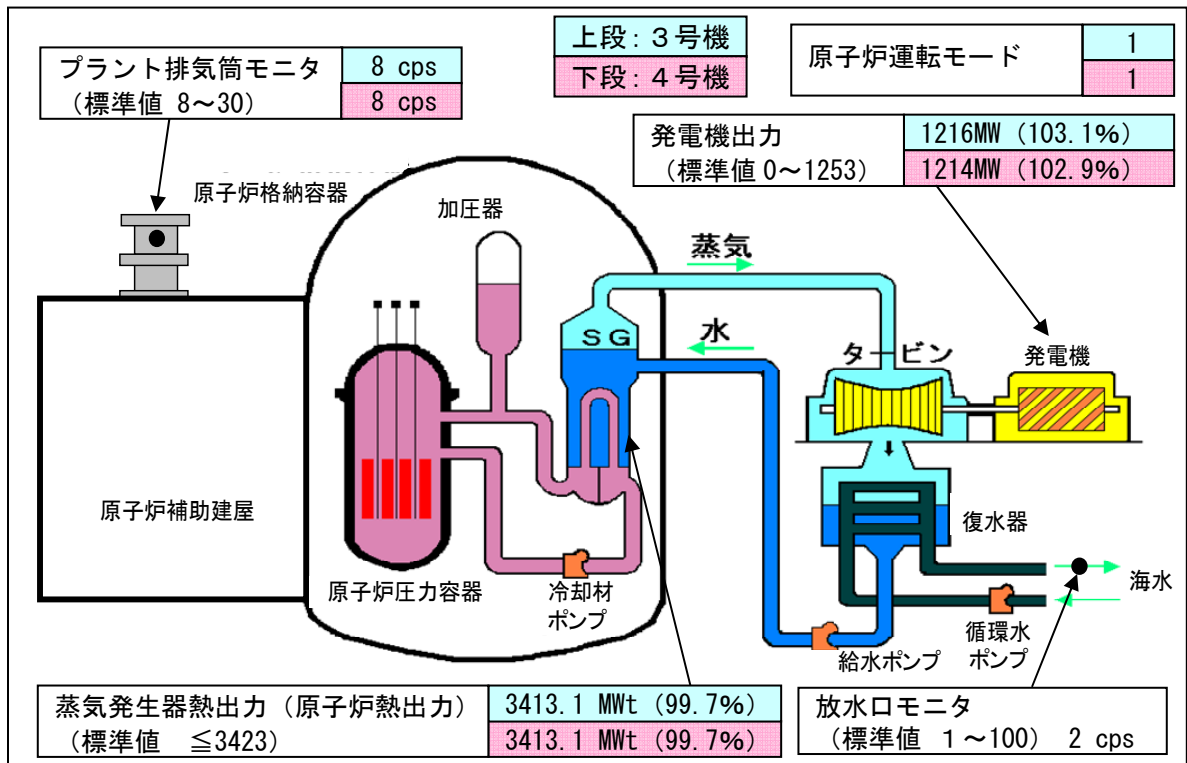 プラント排気筒モニタ
(標準値 8～30)
8 cps
8 cps
上段：３号機
下段：４号機
原子炉運転モード
1
1
発電機出力
(標準値 0～1253)
1216MW (103.1%)
1214MW (102.9%)
原子炉格納容器
加圧器
蒸気
ＳＧ
水
タービン
発電機
原子炉補助建屋
復水器
原子炉圧力容器
冷却材
ポンプ
海水
給水ポンプ
循環水
ポンプ
蒸気発生器熱出力（原子炉熱出力）
(標準値　≦3423)
3413.1 MWt (99.7%)
3413.1 MWt (99.7%)
放水口モニタ
(標準値　１～100)　2 cps